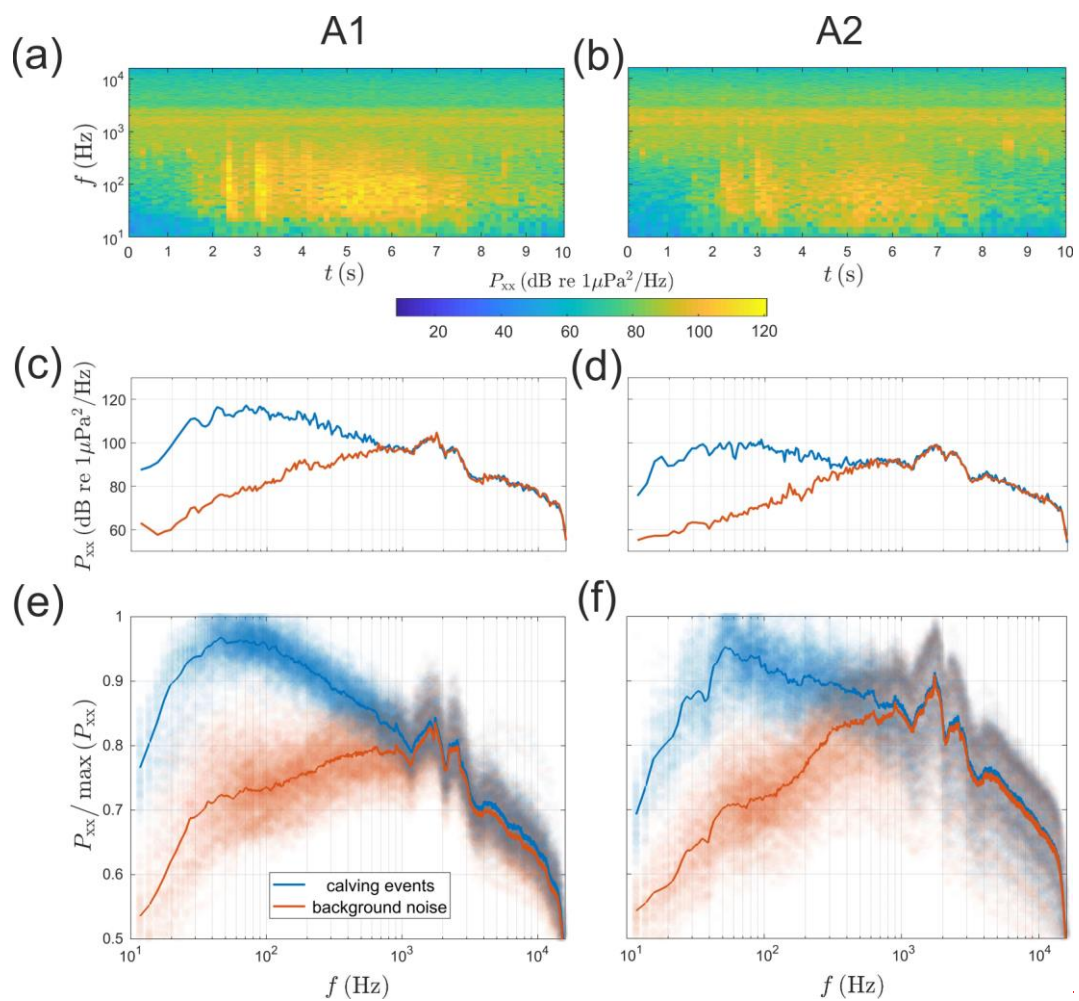 A1 A2
(a) (b)
10⁴
10³
10²
10¹
f (Hz)
0 1 2 3 4 5 6 7 8 9 10
0 1 2 3 4 5 6 7 8 9 10
t (s) t (s)
Pxx (dB re 1μPa²/Hz)
20 40 60 80 100 120
(c) (d)
Pxx (dB re 1μPa²/Hz)
120
100
80
60
(e) (f)
Pxx/ max (Pxx)
1
0.9
0.8
0.7
0.6
0.5
calving events
background noise
10¹ 10² 10³ 10⁴
10¹ 10² 10³ 10⁴
f (Hz) f (Hz)